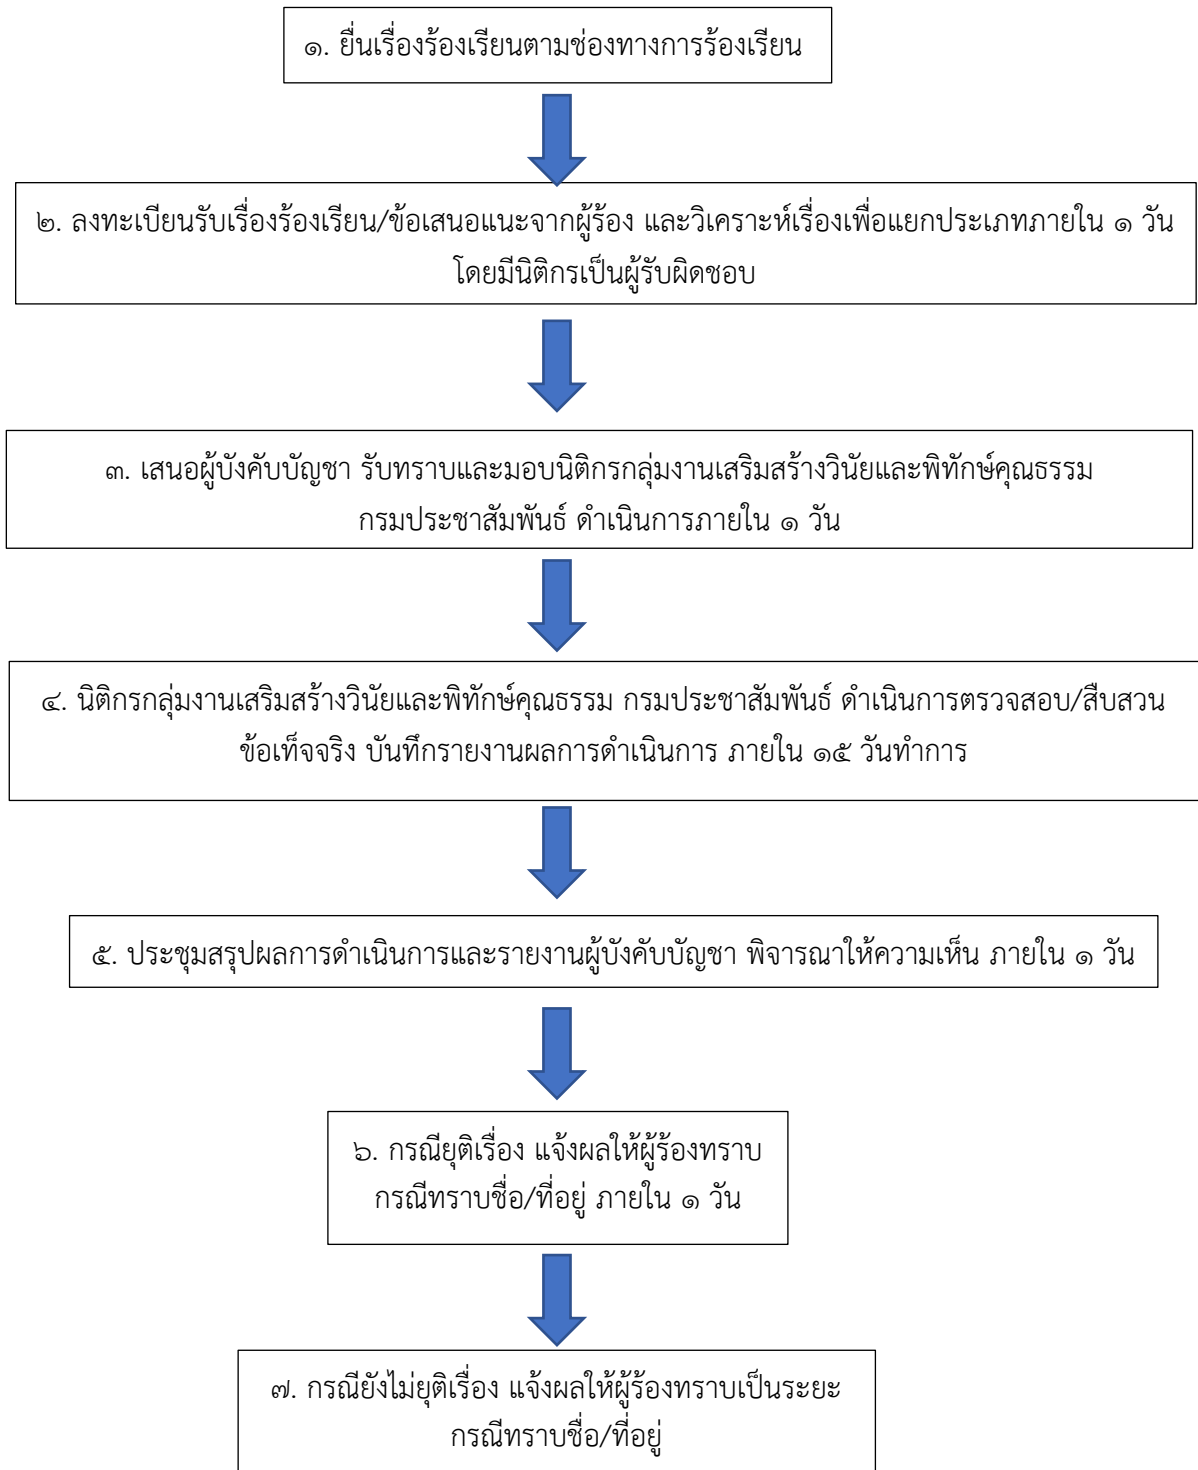 ๑. ยื่นเรื่องร้องเรียนตามช่องทางการร้องเรียน
๒. ลงทะเบียนรับเรื่องร้องเรียน/ข้อเสนอแนะจากผู้ร้อง และวิเคราะห์เรื่องเพื่อแยกประเภทภายใน ๑ วัน
โดยมีนิติกรเป็นผู้รับผิดชอบ
๓. เสนอผู้บังคับบัญชา รับทราบและมอบนิติกรกลุ่มงานเสริมสร้างวินัยและพิทักษ์คุณธรรม
กรมประชาสัมพันธ์ ดำเนินการภายใน ๑ วัน
๔. นิติกรกลุ่มงานเสริมสร้างวินัยและพิทักษ์คุณธรรม กรมประชาสัมพันธ์ ดำเนินการตรวจสอบ/สืบสวน
ข้อเท็จจริง บันทึกรายงานผลการดำเนินการ ภายใน ๑๕ วันทำการ
๕. ประชุมสรุปผลการดำเนินการและรายงานผู้บังคับบัญชา พิจารณาให้ความเห็น ภายใน ๑ วัน
๖. กรณียุติเรื่อง แจ้งผลให้ผู้ร้องทราบ
กรณีทราบชื่อ/ที่อยู่ ภายใน ๑ วัน
๗. กรณียังไม่ยุติเรื่อง แจ้งผลให้ผู้ร้องทราบเป็นระยะ
กรณีทราบชื่อ/ที่อยู่